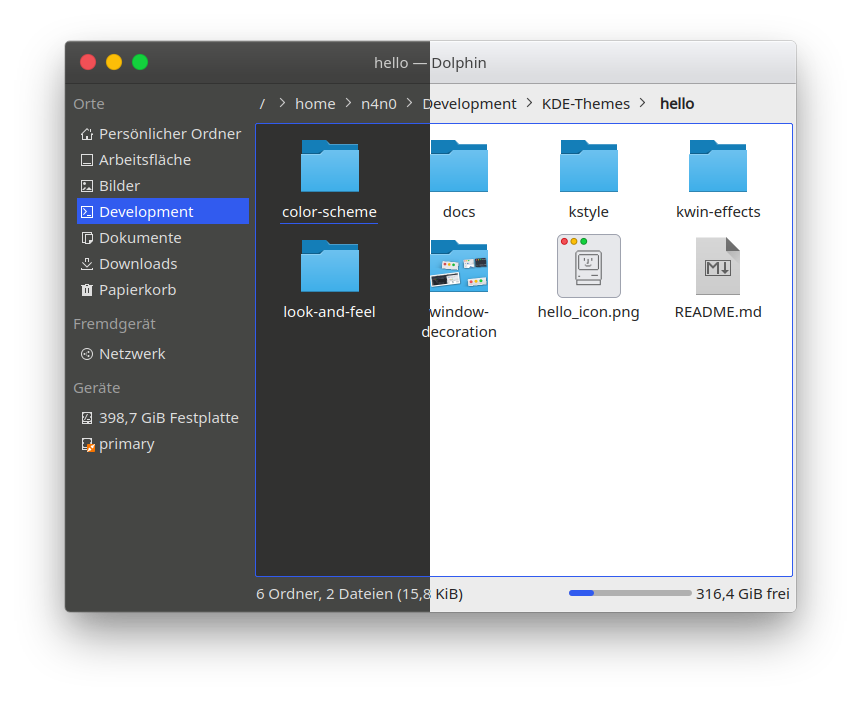 hello — Dolphin
Orte
/ > home > n4n0 > Development > KDE-Themes > hello
Persönlicher Ordner
Arbeitsfläche
Bilder
Development
Dokumente
Downloads
Papierkorb
Fremdgerät
Netzwerk
Geräte
398,7 GiB Festplatte
primary
color-scheme
docs
kstyle
kwin-effects
look-and-feel
window-
decoration
hello_icon.png
M↓
README.md
6 Ordner, 2 Dateien (15,8 KiB)
316,4 GiB frei